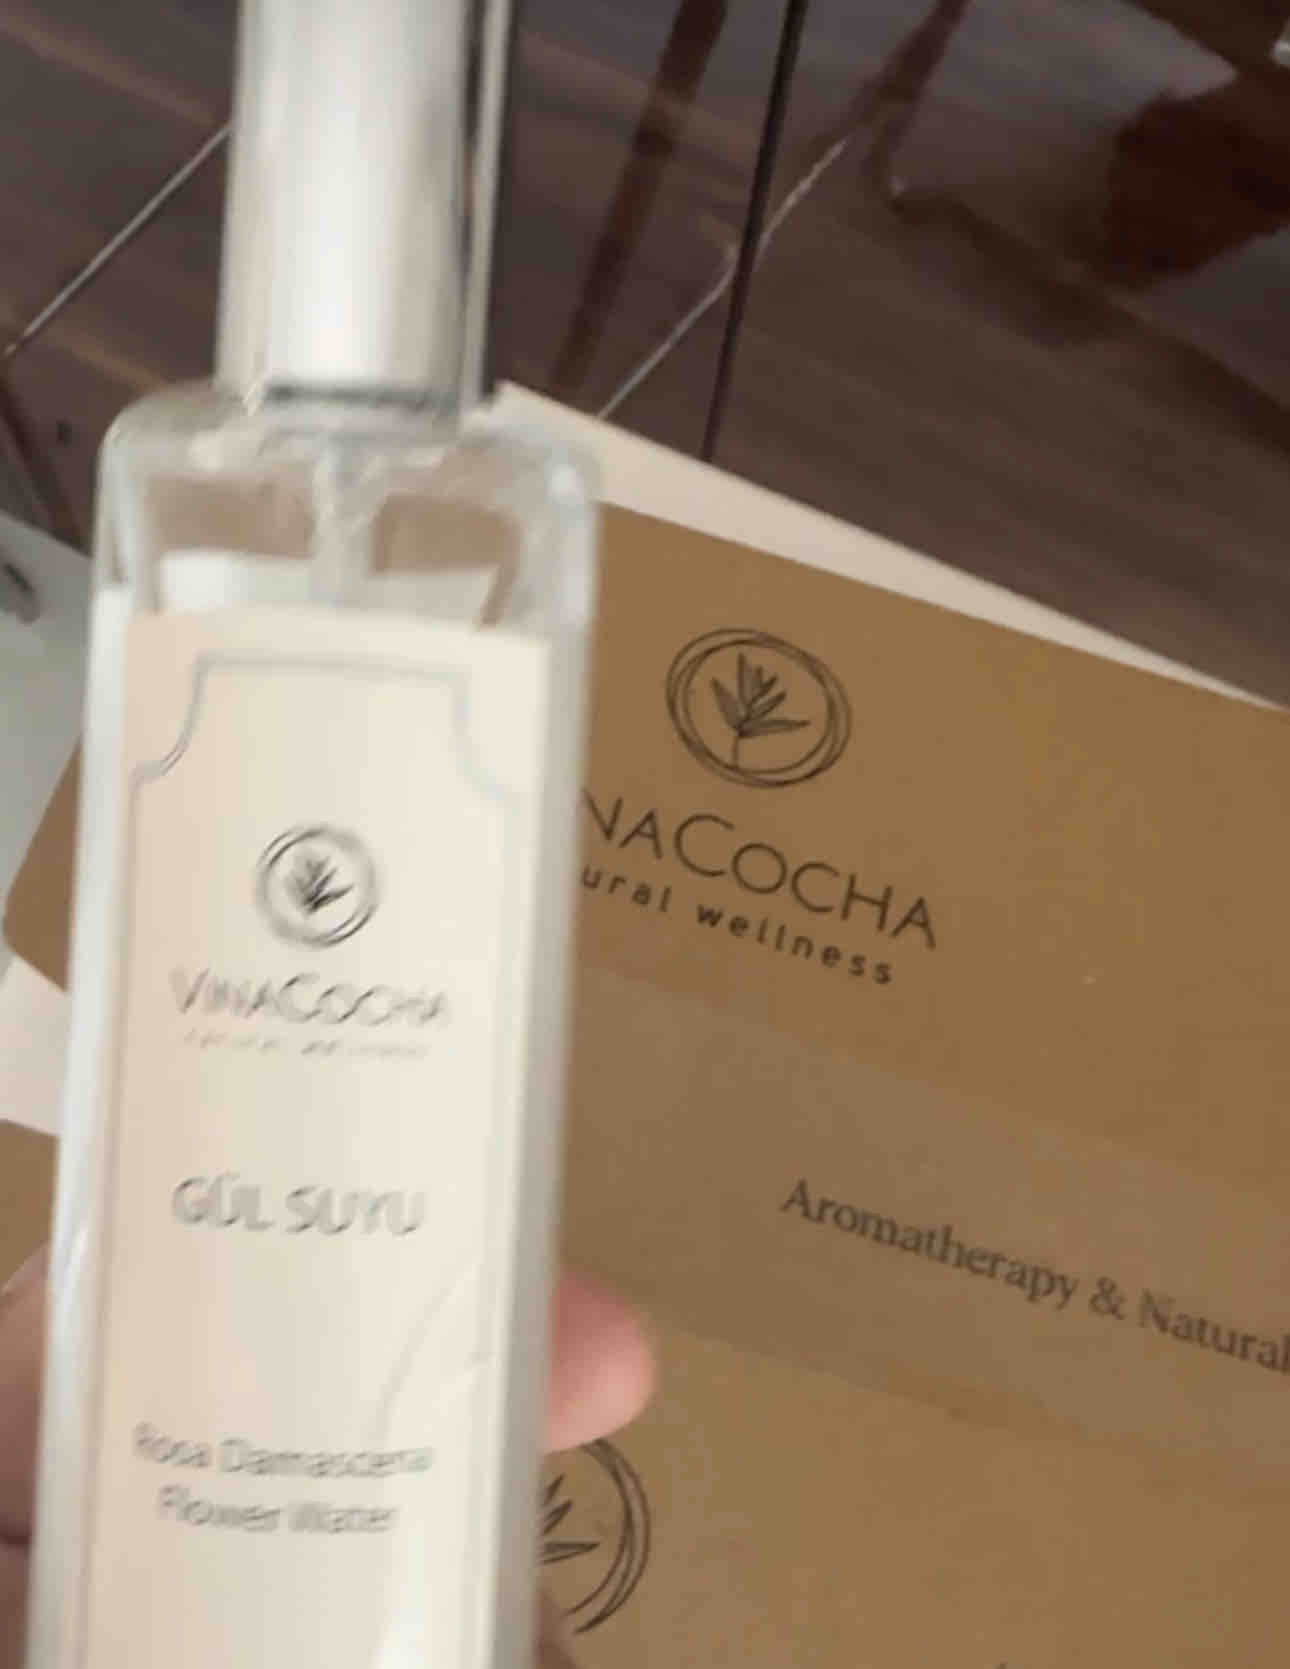 VINACOCHA
GÜL SUYU
Rosa Damascena
Flower Water
NACOCHA
ural wellness
Aromatherapy & Natural